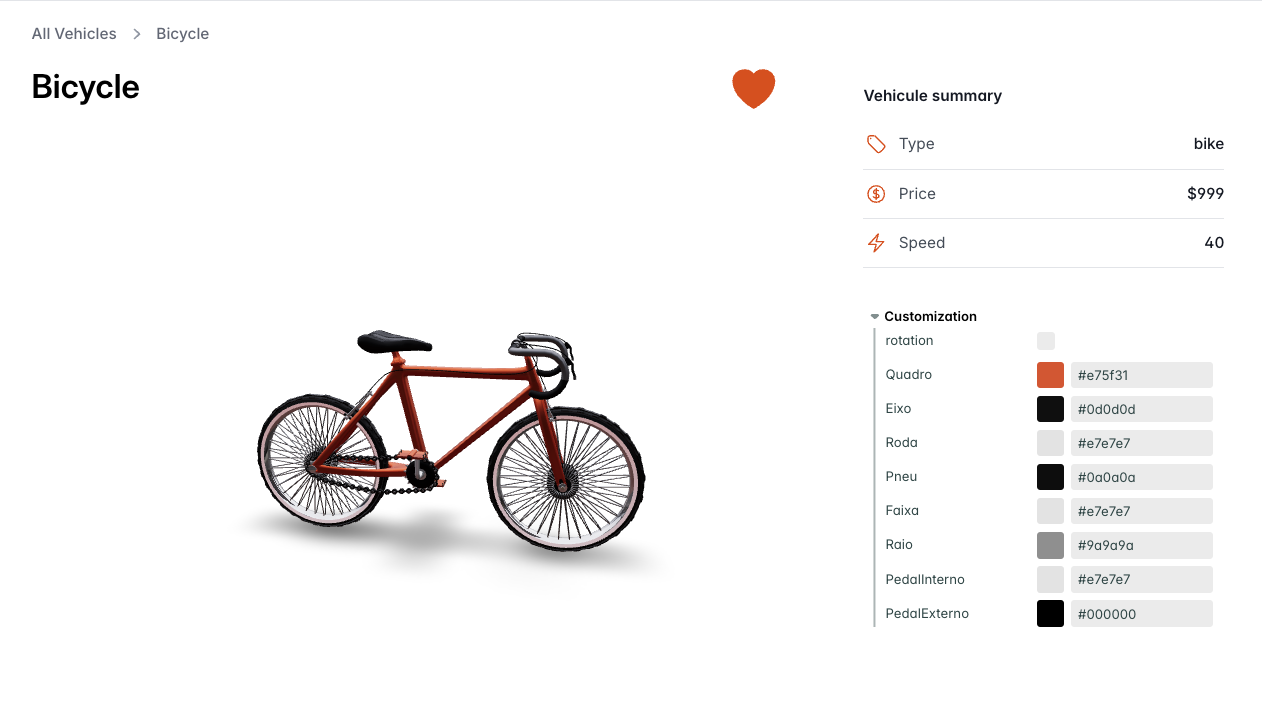 All Vehicles > Bicycle
Bicycle
Vehicule summary
Type bike
Price $999
Speed 40
Customization
rotation
Quadro #e75f31
Eixo #0d0d0d
Roda #e7e7e7
Pneu #0a0a0a
Faixa #e7e7e7
Raio #9a9a9a
PedalInterno #e7e7e7
PedalExterno #000000